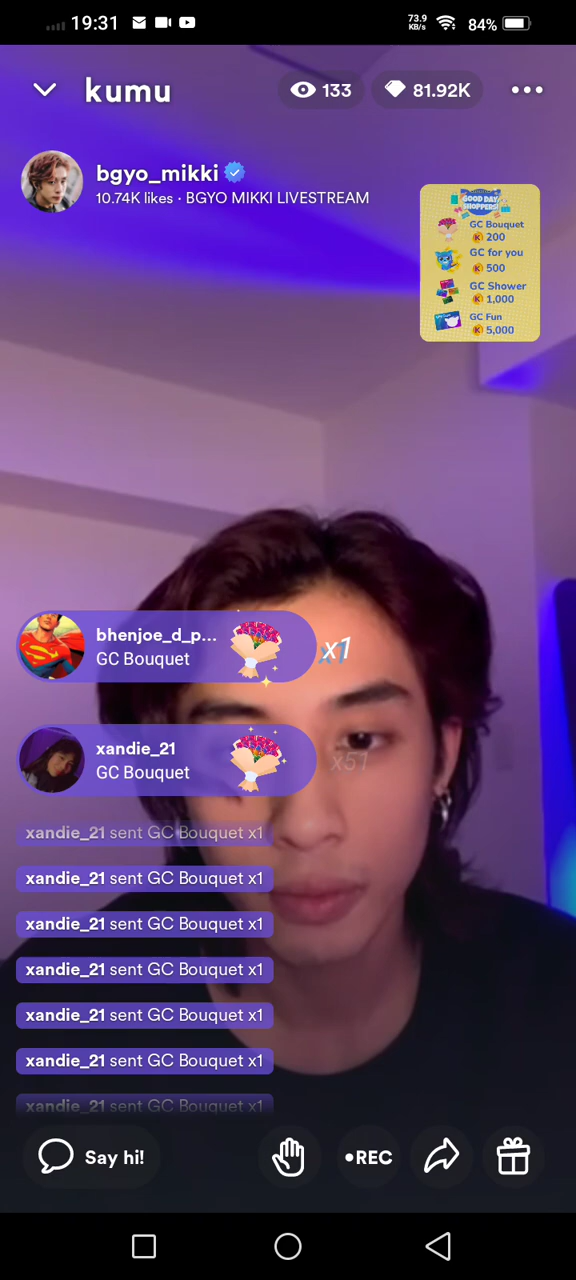 19:31
73.9
KB/s
84%
kumu
133
81.92K
bgyo_mikki
10.74K likes · BGYO MIKKI LIVESTREAM
GOOD DAY
SHOPPERS!
GC Bouquet
K 200
GC for you
K 500
GC Shower
K 1,000
GC Fun
K 5,000
bhenjoe_d_p...
GC Bouquet
x1
xandie_21
GC Bouquet
x51
xandie_21 sent GC Bouquet x1
xandie_21 sent GC Bouquet x1
xandie_21 sent GC Bouquet x1
xandie_21 sent GC Bouquet x1
xandie_21 sent GC Bouquet x1
xandie_21 sent GC Bouquet x1
xandie_21 sent GC Bouquet x1
Say hi!
•REC